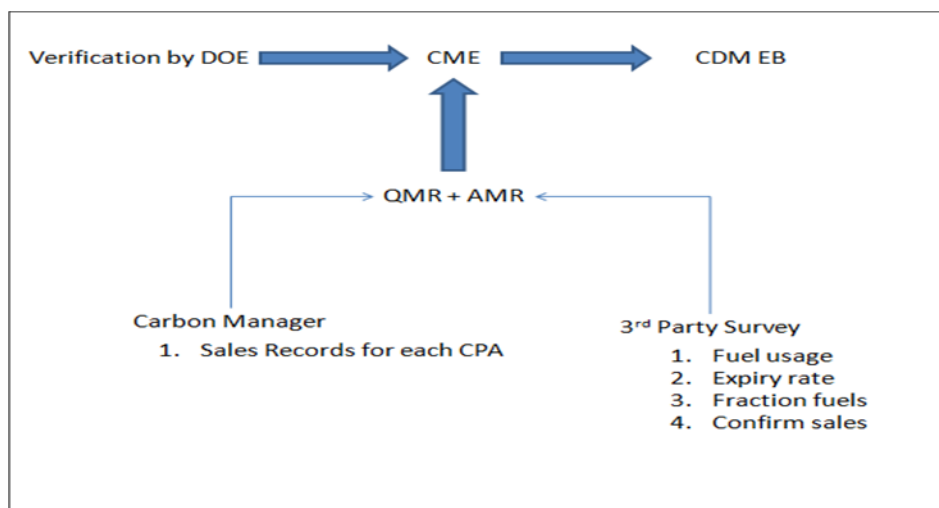 Verification by DOE CME CDM EB
QMR + AMR
Carbon Manager
1. Sales Records for each CPA
3rd Party Survey
1. Fuel usage
2. Expiry rate
3. Fraction fuels
4. Confirm sales